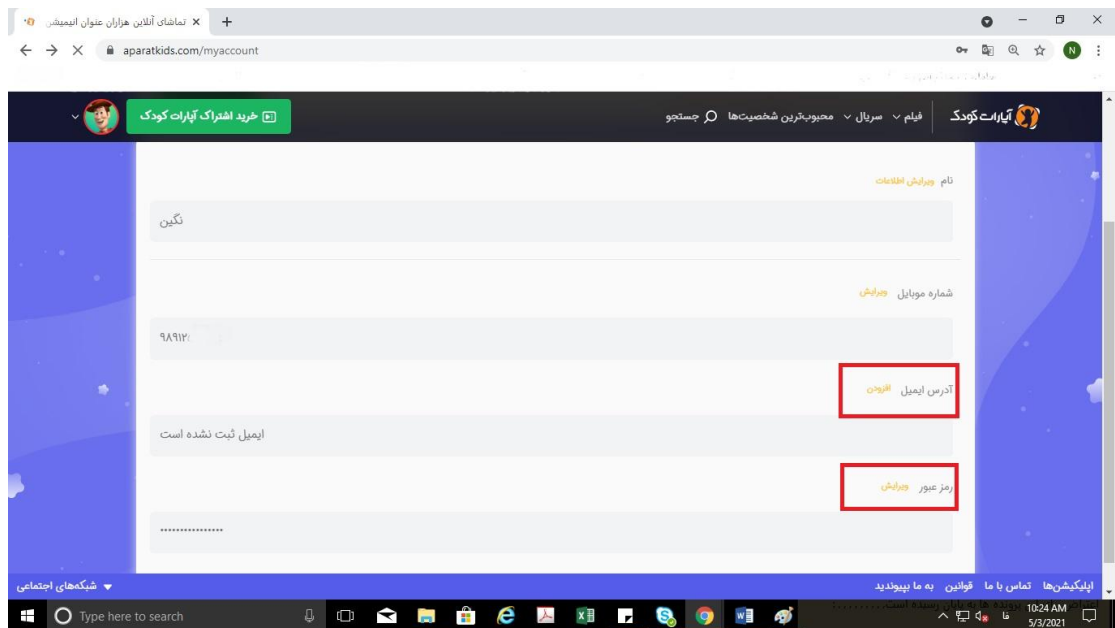 تماشای آنلاین هزاران عنوان انیمیشن
aparatkids.com/myaccount
N
آپارات کودک
فیلم
سریال
محبوب‌ترین شخصیت‌ها
جستجو
خرید اشتراک آپارات کودک
نام ویرایش اطلاعات
نگین
شماره موبایل ویرایش
۹۸۹۱۲
آدرس ایمیل افزودن
ایمیل ثبت نشده است
رمز عبور ویرایش
••••••••••••••••
اپلیکیشن‌ها تماس با ما قوانین به ما بپیوندید
شبکه‌های اجتماعی
Type here to search
فا
10:24 AM
5/3/2021